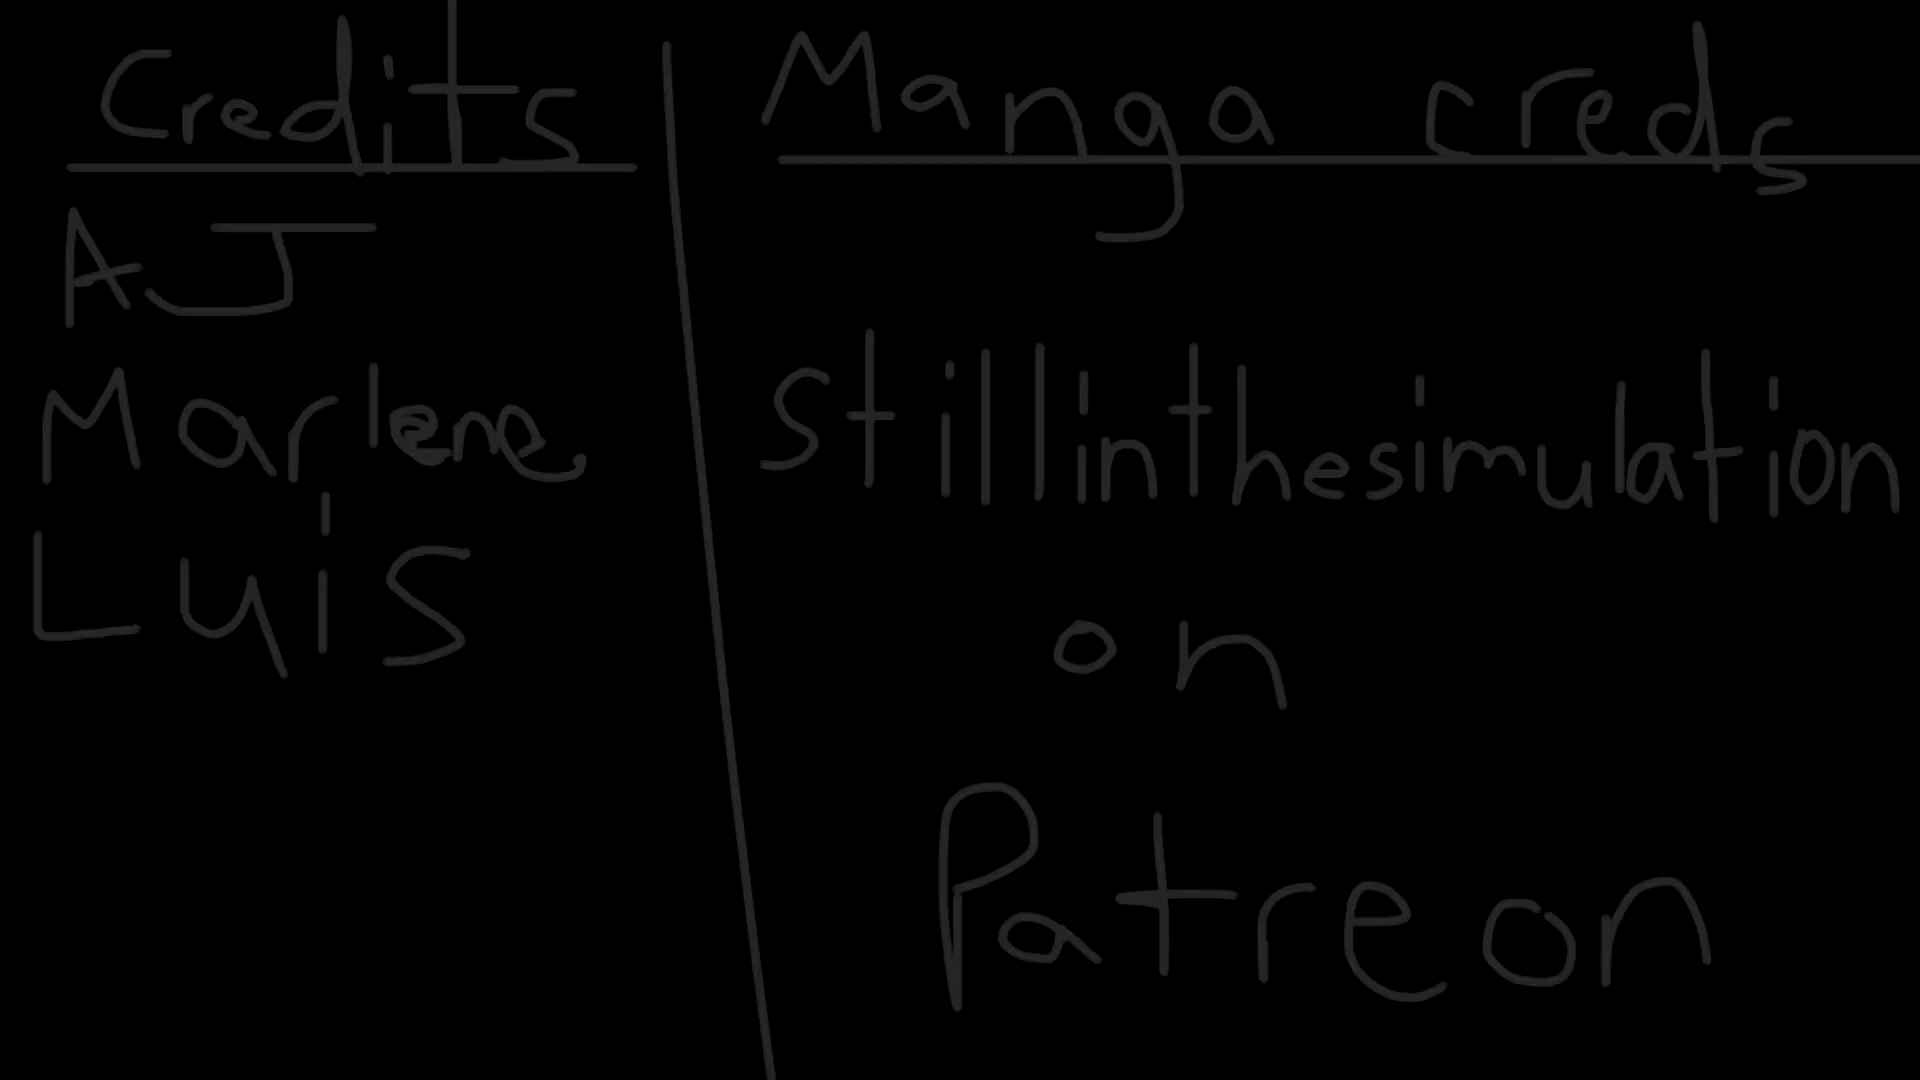 Credits
AJ
Marlene
Luis
Manga creds
Stillinthesimulation
on
Patreon